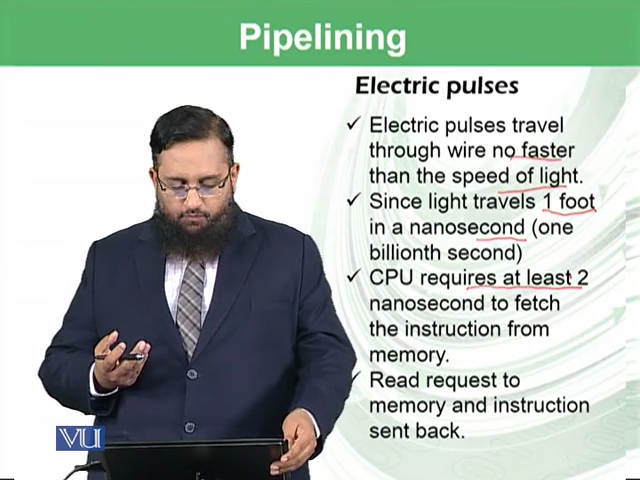 Pipelining
Electric pulses
✓ Electric pulses travel
through wire no faster
than the speed of light.
✓ Since light travels 1 foot
in a nanosecond (one
billionth second)
✓ CPU requires at least 2
nanosecond to fetch
the instruction from
memory.
✓ Read request to
memory and instruction
sent back.
VU